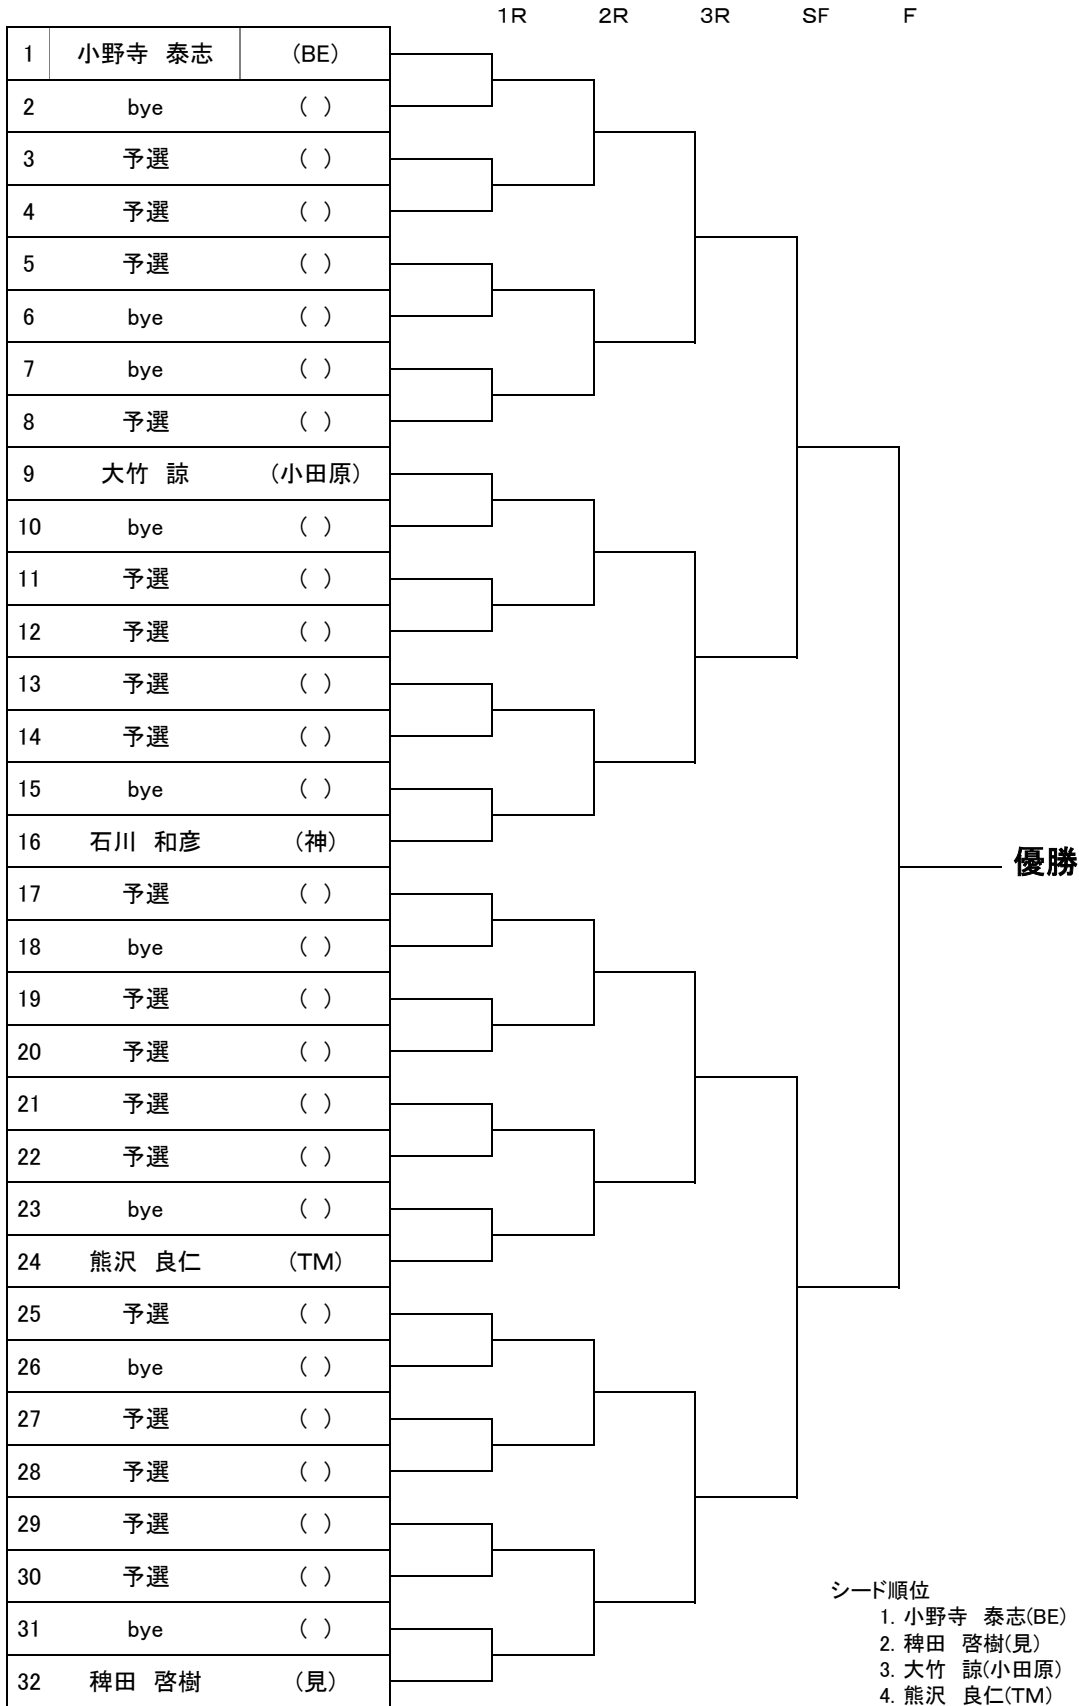 1R 2R 3R SF F
1 小野寺 泰志 (BE)
2 bye ( )
3 予選 ( )
4 予選 ( )
5 予選 ( )
6 bye ( )
7 bye ( )
8 予選 ( )
9 大竹 諒 (小田原)
10 bye ( )
11 予選 ( )
12 予選 ( )
13 予選 ( )
14 予選 ( )
15 bye ( )
16 石川 和彦 (神)
優勝
17 予選 ( )
18 bye ( )
19 予選 ( )
20 予選 ( )
21 予選 ( )
22 予選 ( )
23 bye ( )
24 熊沢 良仁 (TM)
25 予選 ( )
26 bye ( )
27 予選 ( )
28 予選 ( )
29 予選 ( )
30 予選 ( )
31 bye ( )
32 稗田 啓樹 (見)
シード順位
1. 小野寺 泰志(BE)
2. 稗田 啓樹(見)
3. 大竹 諒(小田原)
4. 熊沢 良仁(TM)